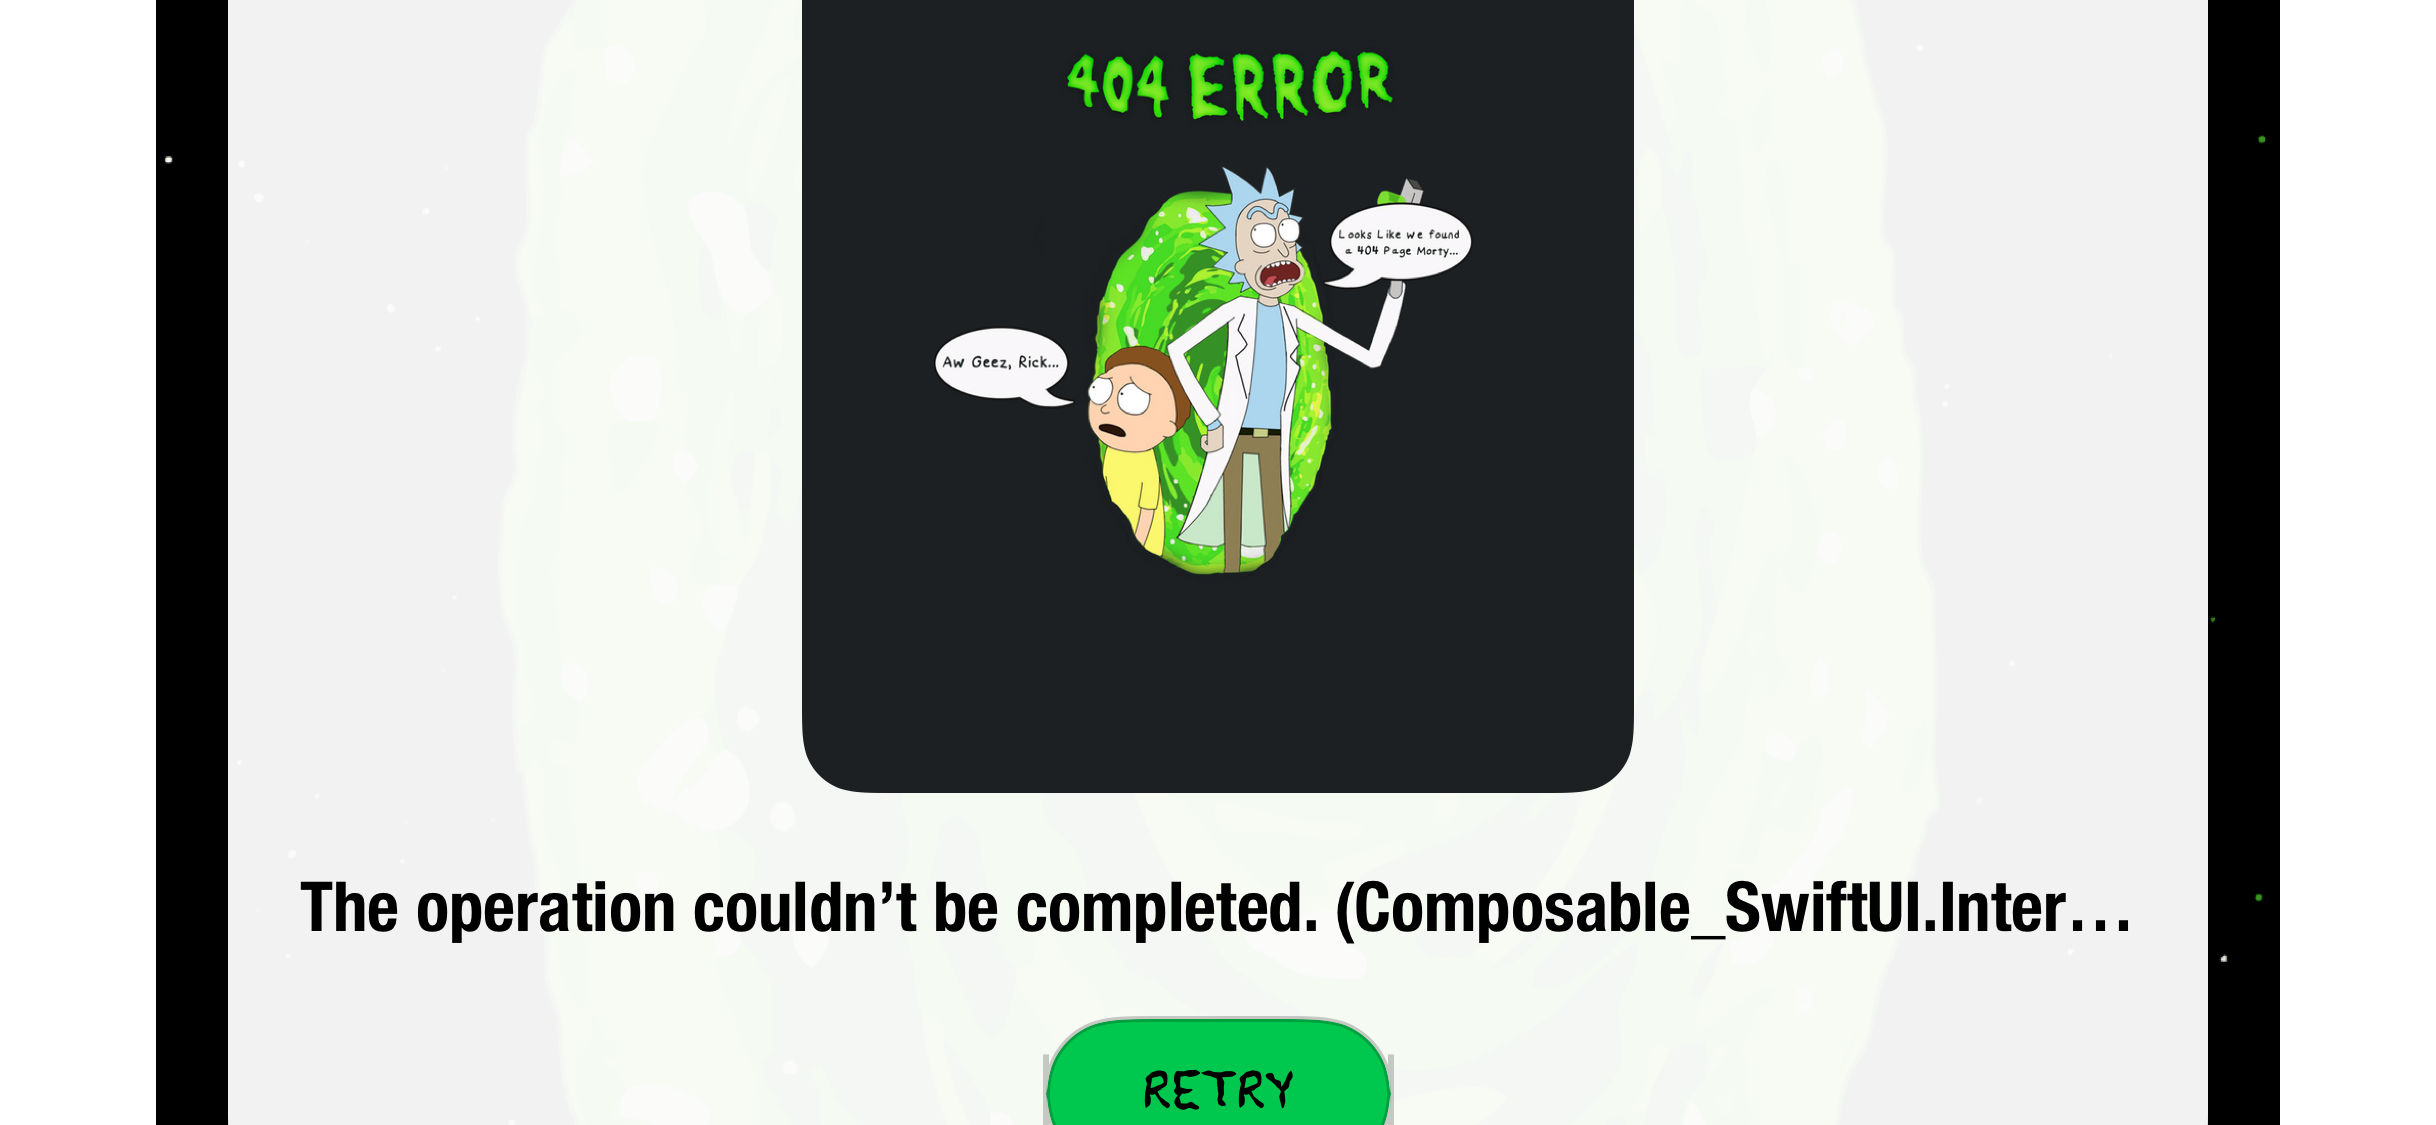 404 ERROR
Looks Like we found
a 404 Page Morty...
Aw Geez, Rick...
The operation couldn’t be completed. (Composable_SwiftUI.Inter…
RETRY